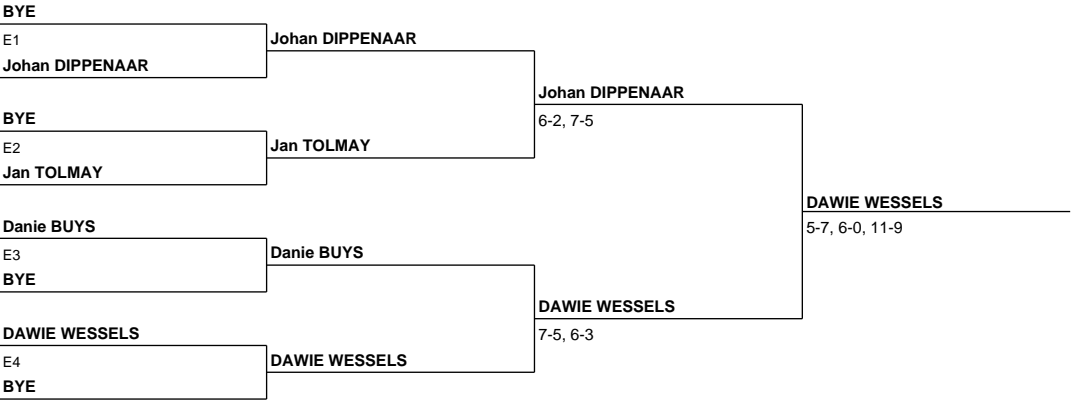 BYE
E1
Johan DIPPENAAR
Johan DIPPENAAR
BYE
E2
Jan TOLMAY
Jan TOLMAY
Johan DIPPENAAR
6-2, 7-5
Danie BUYS
E3
BYE
Danie BUYS
DAWIE WESSELS
E4
BYE
DAWIE WESSELS
DAWIE WESSELS
7-5, 6-3
DAWIE WESSELS
5-7, 6-0, 11-9